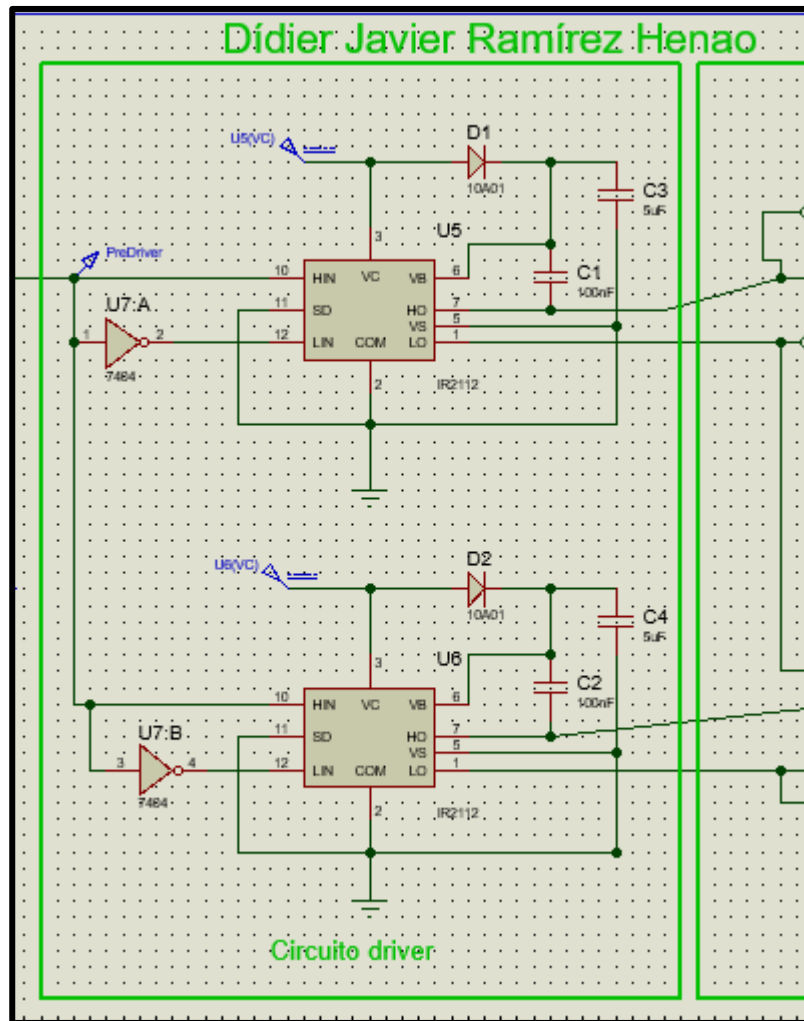 Dídier Javier Ramírez Henao
U5(VC)
D1
10A01
C3
5uF
3
U5
PreDriver
10 HIN VC VB 6
C1
100nF
U7:A
11 SD HO 7
VS 5
1 2
12 LIN COM LO 1
7404
2
IR2112
U6(VC)
D2
10A01
C4
5uF
3
U6
10 HIN VC VB 6
C2
100nF
U7:B
11 SD HO 7
VS 5
3 4
12 LIN COM LO 1
7404
2
IR2112
Circuito driver